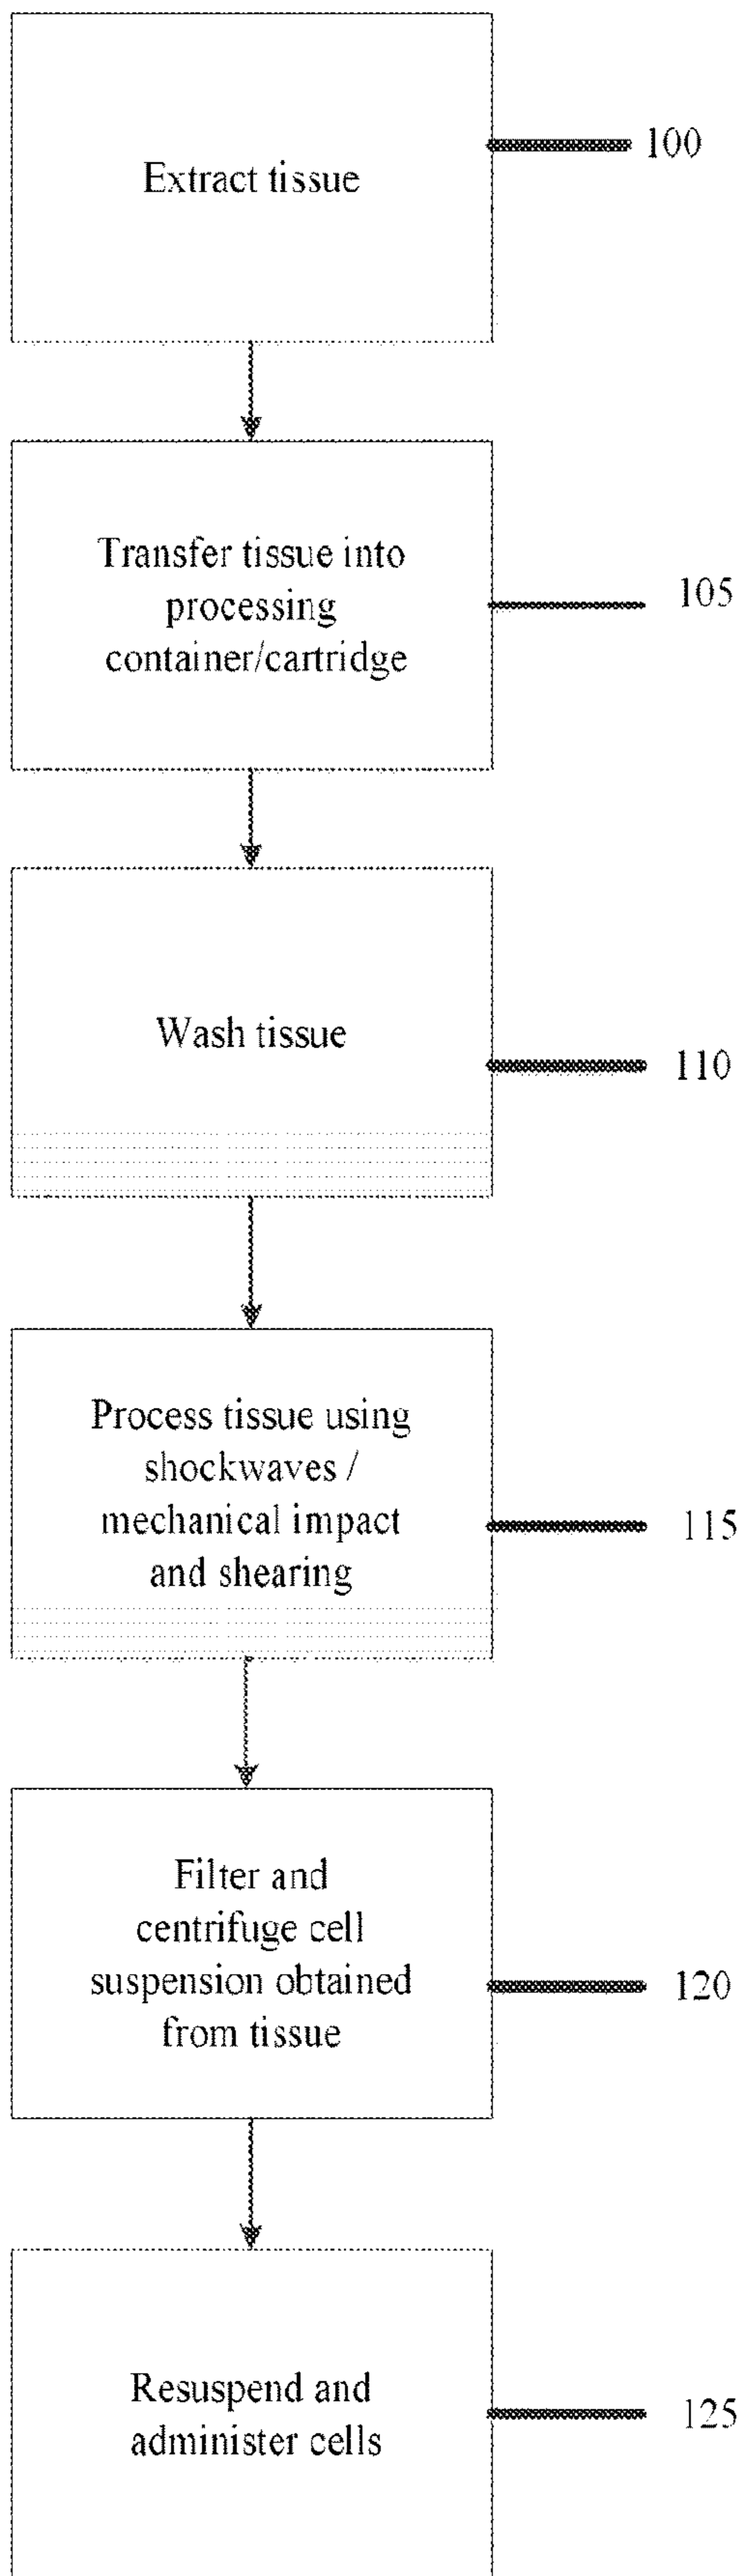 Extract tissue
100
Transfer tissue into
processing
container/cartridge
105
Wash tissue
110
Process tissue using
shockwaves /
mechanical impact
and shearing
115
Filter and
centrifuge cell
suspension obtained
from tissue
120
Resuspend and
administer cells
125